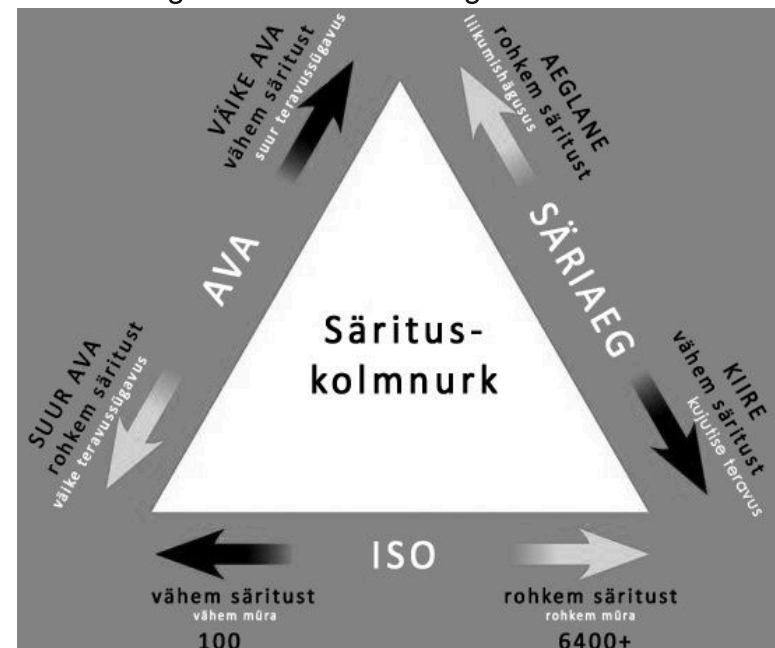 VÄIKE AVA
vähem säritust
suur teravussügavus
AEGLANE
rohkem säritust
liikumishägusus
AVA
SÄRIAEG
Säritus-
kolmnurk
SUUR AVA
rohkem säritust
väike teravussügavus
KIIRE
vähem säritust
kujutise teravus
ISO
vähem säritust
vähem müra
100
rohkem säritust
rohkem müra
6400+